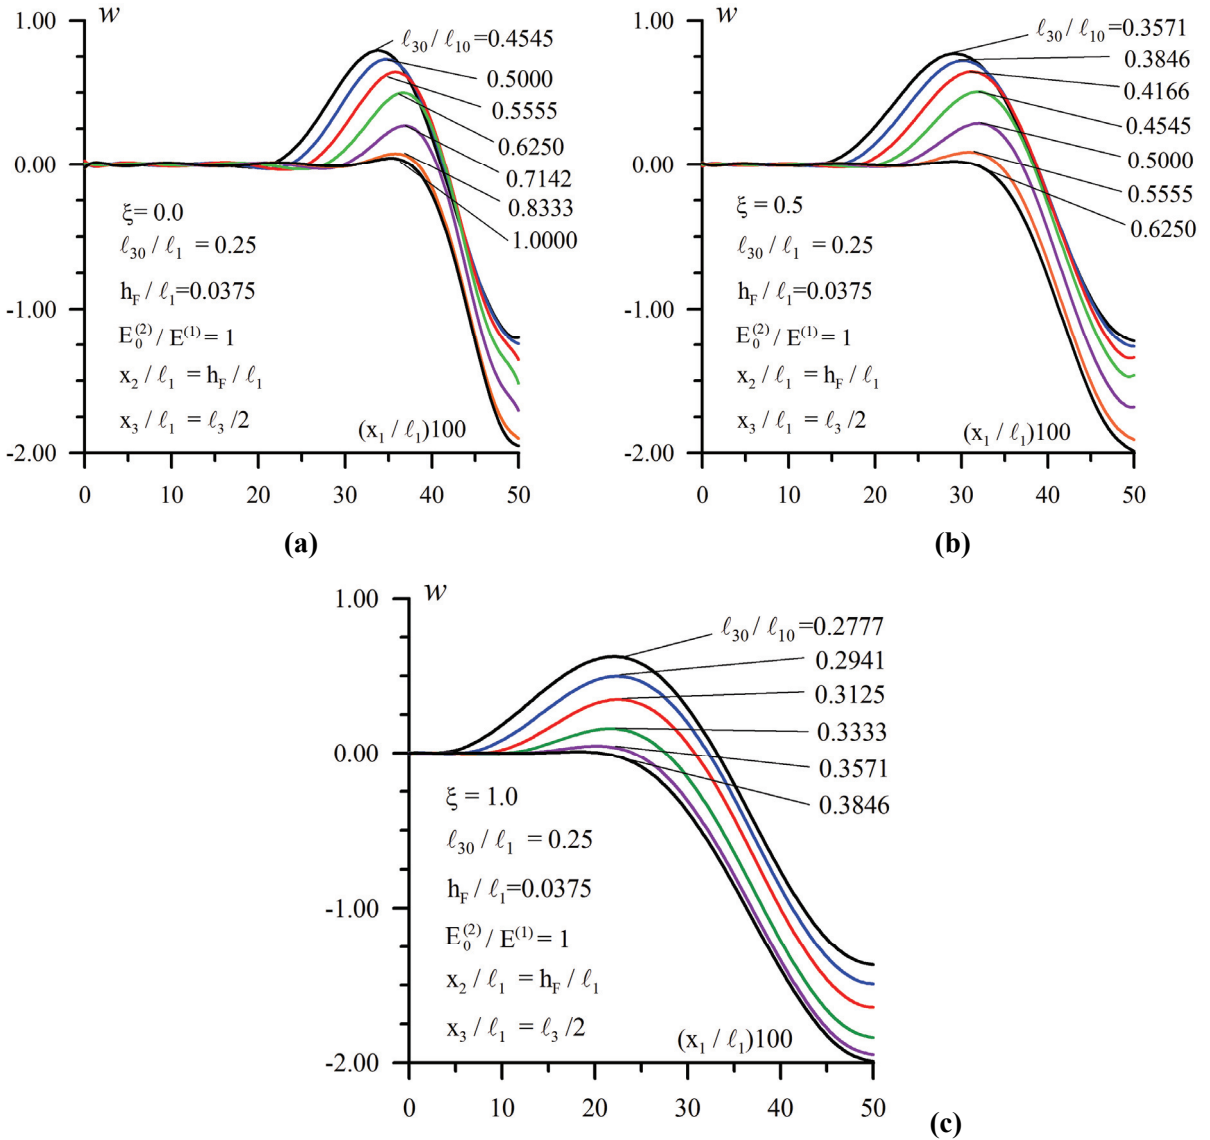 w
1.00
0.00
-1.00
-2.00
ℓ₃₀ / ℓ₁₀ =0.4545
0.5000
0.5555
0.6250
0.7142
0.8333
1.0000
ξ= 0.0
ℓ₃₀ / ℓ₁ = 0.25
h_F / ℓ₁=0.0375
E₀⁽²⁾ / E⁽¹⁾ = 1
x₂ / ℓ₁ = h_F / ℓ₁
x₃ / ℓ₁ = ℓ₃ /2
(x₁ / ℓ₁)100
0 10 20 30 40 50
(a)
w
1.00
0.00
-1.00
-2.00
ℓ₃₀ / ℓ₁₀ =0.3571
0.3846
0.4166
0.4545
0.5000
0.5555
0.6250
ξ = 0.5
ℓ₃₀ / ℓ₁ = 0.25
h_F / ℓ₁=0.0375
E₀⁽²⁾ / E⁽¹⁾ = 1
x₂ / ℓ₁ = h_F / ℓ₁
x₃ / ℓ₁ = ℓ₃ /2
(x₁ / ℓ₁)100
0 10 20 30 40 50
(b)
w
1.00
0.00
-1.00
-2.00
ℓ₃₀ / ℓ₁₀ =0.2777
0.2941
0.3125
0.3333
0.3571
0.3846
ξ = 1.0
ℓ₃₀ / ℓ₁ = 0.25
h_F / ℓ₁=0.0375
E₀⁽²⁾ / E⁽¹⁾ = 1
x₂ / ℓ₁ = h_F / ℓ₁
x₃ / ℓ₁ = ℓ₃ /2
(x₁ / ℓ₁)100
0 10 20 30 40 50
(c)